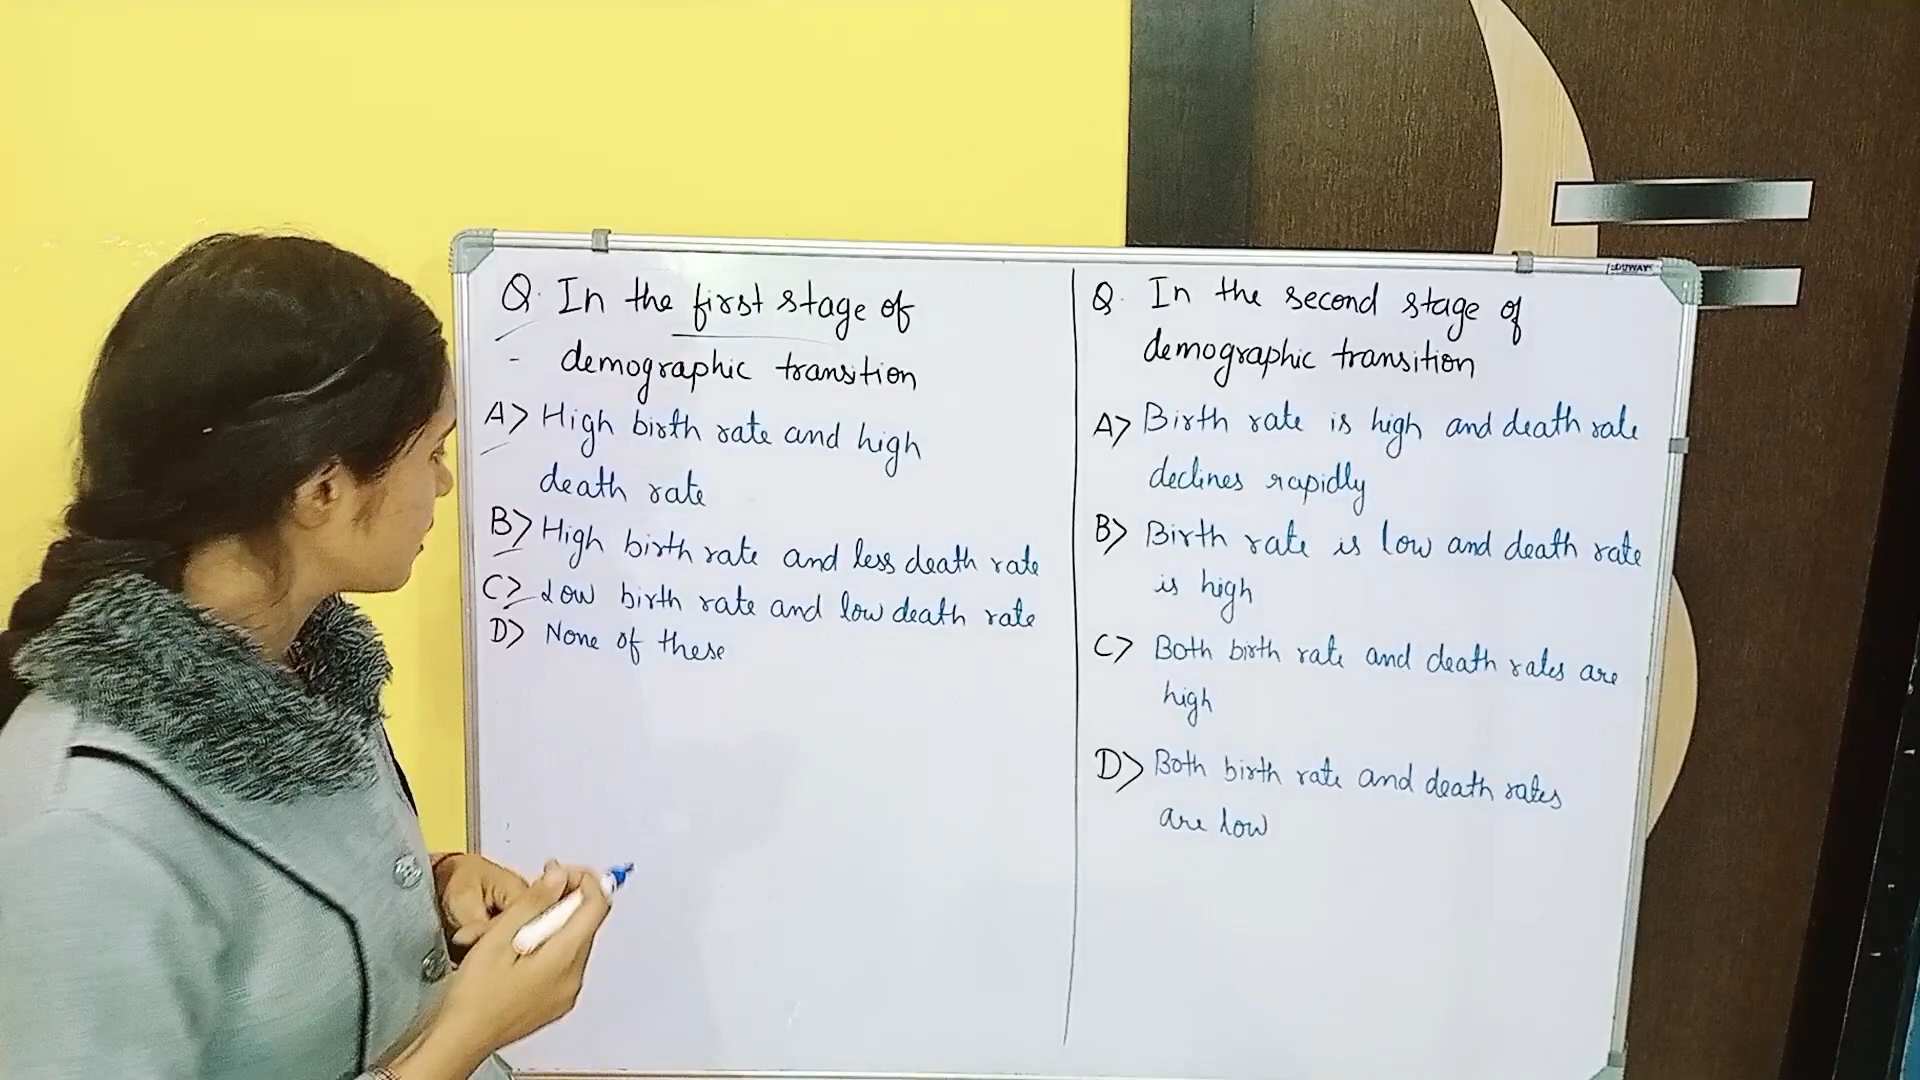 Q. In the first stage of
demographic transition
A> High birth rate and high
death rate
B> High birth rate and less death rate
C> Low birth rate and low death rate
D> None of these
Q. In the second stage of
demographic transition
A> Birth rate is high and death rate
declines rapidly
B> Birth rate is low and death rate
is high
C> Both birth rate and death rates are
high
D> Both birth rate and death rates
are low